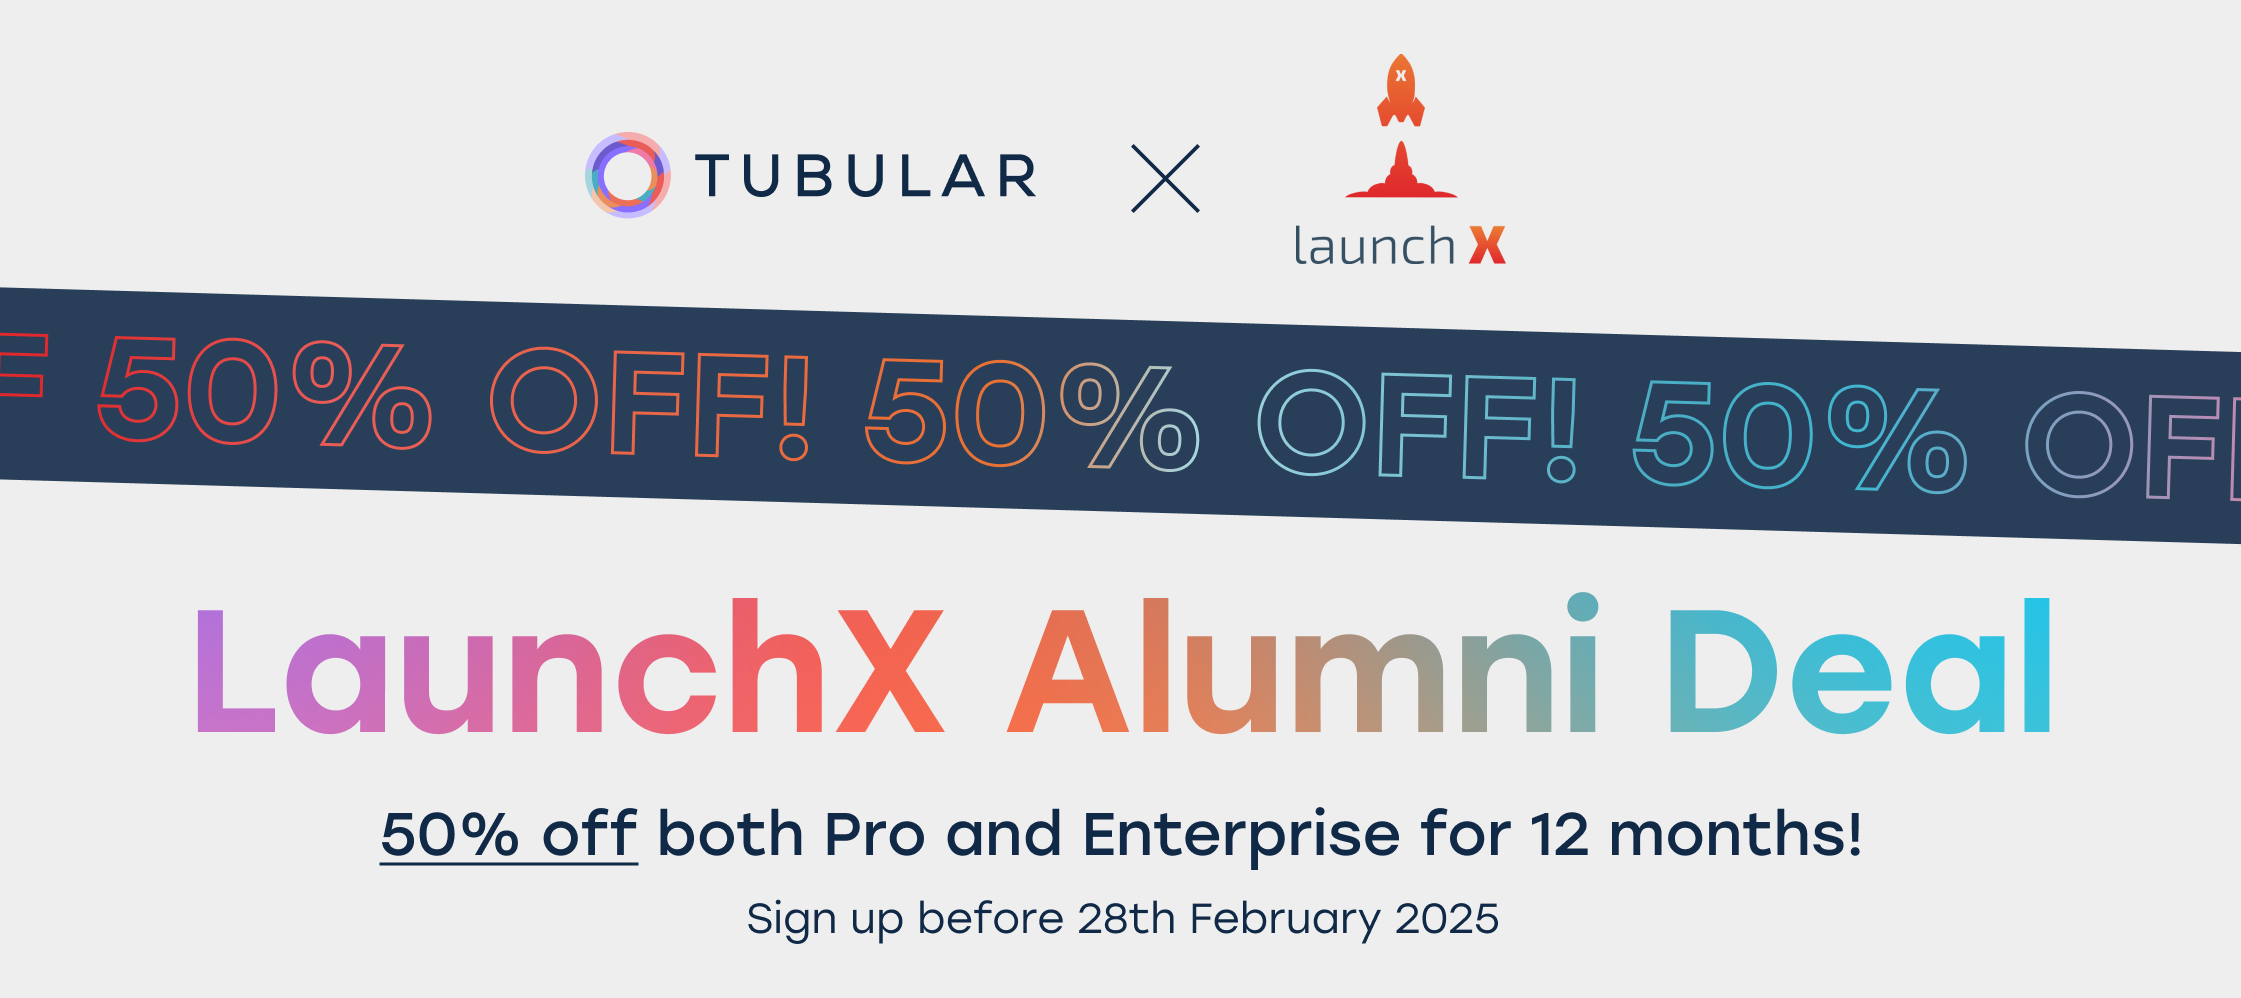 TUBULAR
x
launch X
F 50% OFF! 50% OFF! 50% OFF
LaunchX Alumni Deal
50% off both Pro and Enterprise for 12 months!
Sign up before 28th February 2025